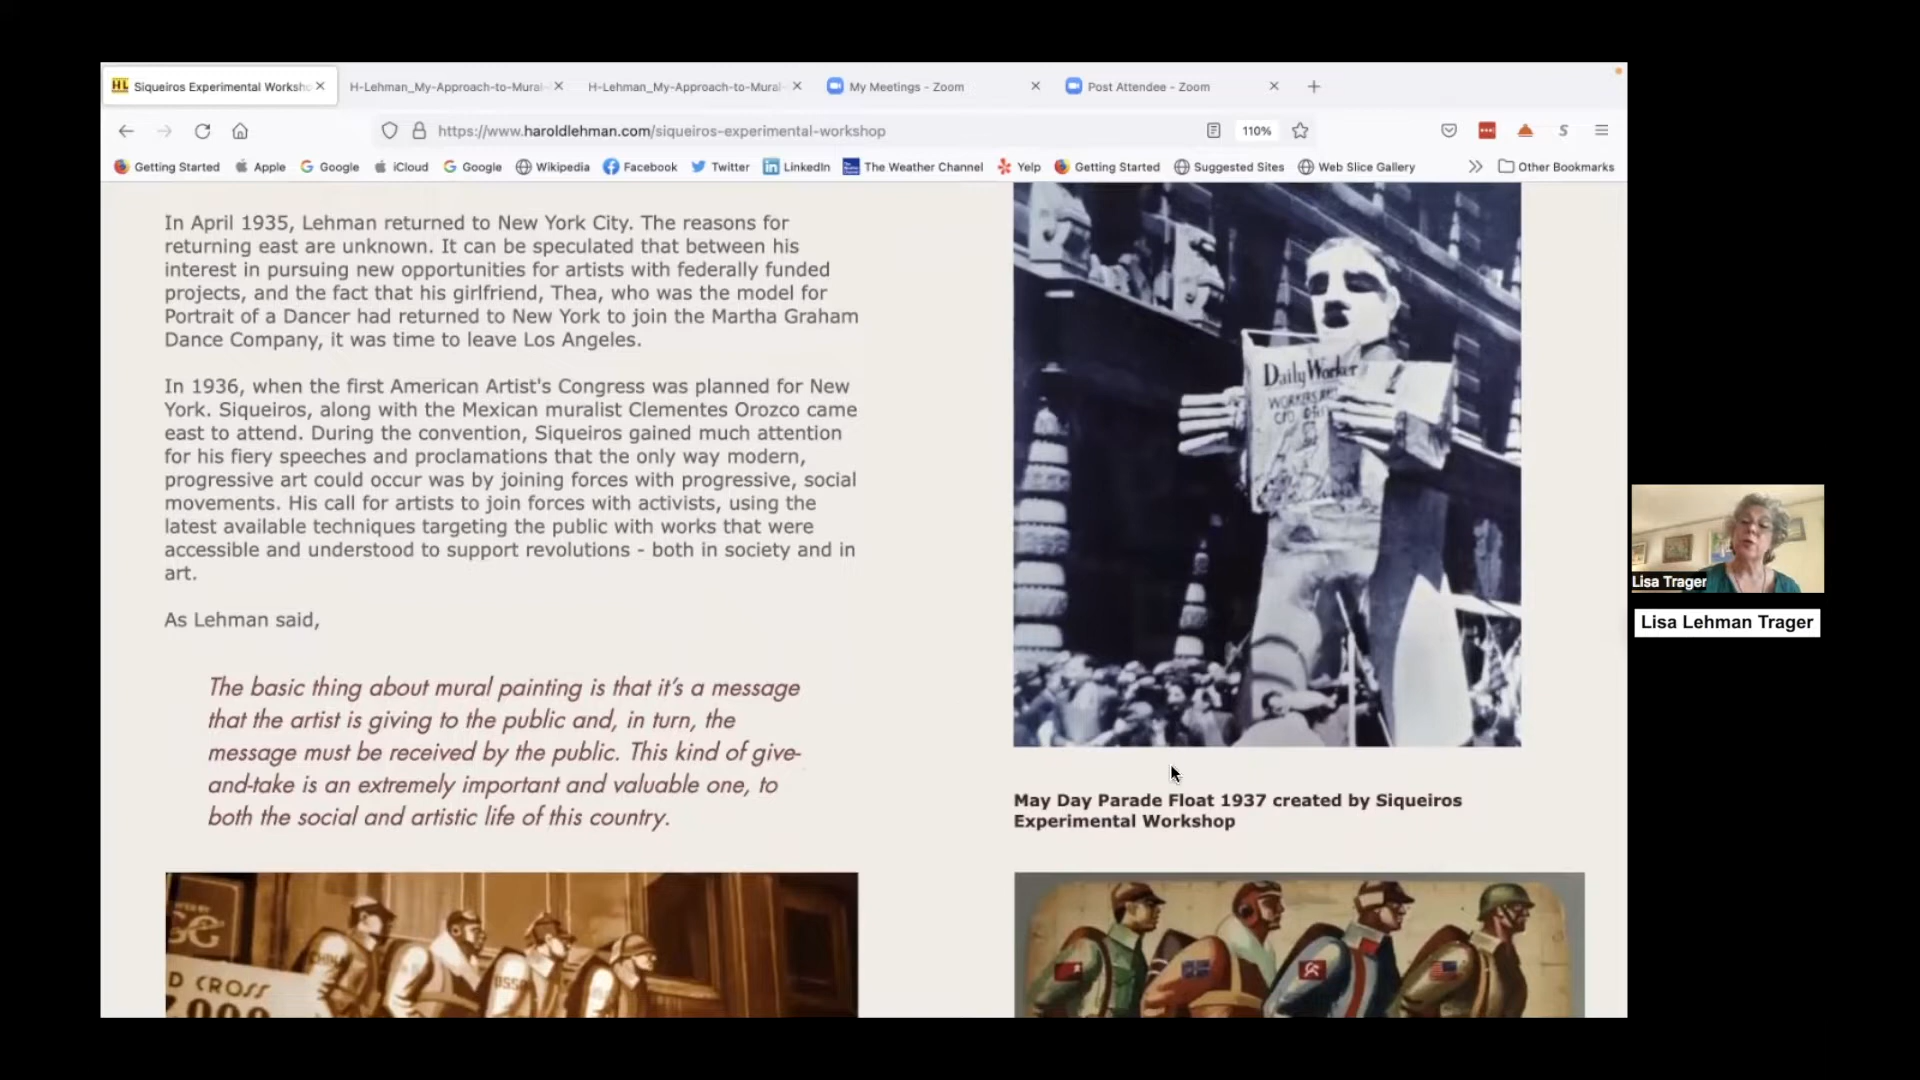 Siqueiros Experimental Worksh
H-Lehman_My-Approach-to-Mural-
H-Lehman_My-Approach-to-Mural-
My Meetings - Zoom
Post Attendee - Zoom
https://www.haroldlehman.com/siqueiros-experimental-workshop
110%
Getting Started
Apple
Google
iCloud
Google
Wikipedia
Facebook
Twitter
LinkedIn
The Weather Channel
Yelp
Getting Started
Suggested Sites
Web Slice Gallery
Other Bookmarks
In April 1935, Lehman returned to New York City. The reasons for
returning east are unknown. It can be speculated that between his
interest in pursuing new opportunities for artists with federally funded
projects, and the fact that his girlfriend, Thea, who was the model for
Portrait of a Dancer had returned to New York to join the Martha Graham
Dance Company, it was time to leave Los Angeles.
In 1936, when the first American Artist's Congress was planned for New
York. Siqueiros, along with the Mexican muralist Clementes Orozco came
east to attend. During the convention, Siqueiros gained much attention
for his fiery speeches and proclamations that the only way modern,
progressive art could occur was by joining forces with progressive, social
movements. His call for artists to join forces with activists, using the
latest available techniques targeting the public with works that were
accessible and understood to support revolutions - both in society and in
art.
As Lehman said,
The basic thing about mural painting is that it's a message
that the artist is giving to the public and, in turn, the
message must be received by the public. This kind of give-
and-take is an extremely important and valuable one, to
both the social and artistic life of this country.
Daily Worker
May Day Parade Float 1937 created by Siqueiros
Experimental Workshop
D CROSS
CHINA
USSR
Lisa Trager
Lisa Lehman Trager